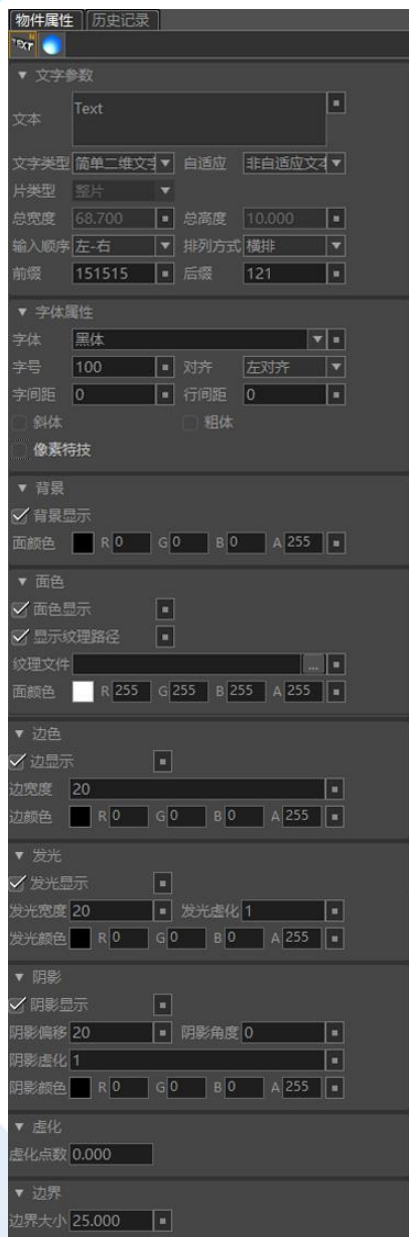 物件属性 历史记录
TEXT
▼ 文字参数
文本 Text
文字类型 简单二维文字 自适应 非自适应文本
片类型 整片
总宽度 68.700 总高度 10.000
输入顺序 左-右 排列方式 横排
前缀 151515 后缀 121
▼ 字体属性
字体 黑体
字号 100 对齐 左对齐
字间距 0 行间距 0
斜体 粗体
像素特技
▼ 背景
背景显示
面颜色 R 0 G 0 B 0 A 255
▼ 面色
面色显示
显示纹理路径
纹理文件 ...
面颜色 R 255 G 255 B 255 A 255
▼ 边色
边显示
边宽度 20
边颜色 R 0 G 0 B 0 A 255
▼ 发光
发光显示
发光宽度 20 发光虚化 1
发光颜色 R 0 G 0 B 0 A 255
▼ 阴影
阴影显示
阴影偏移 20 阴影角度 0
阴影虚化 1
阴影颜色 R 0 G 0 B 0 A 255
▼ 虚化
虚化点数 0.000
▼ 边界
边界大小 25.000